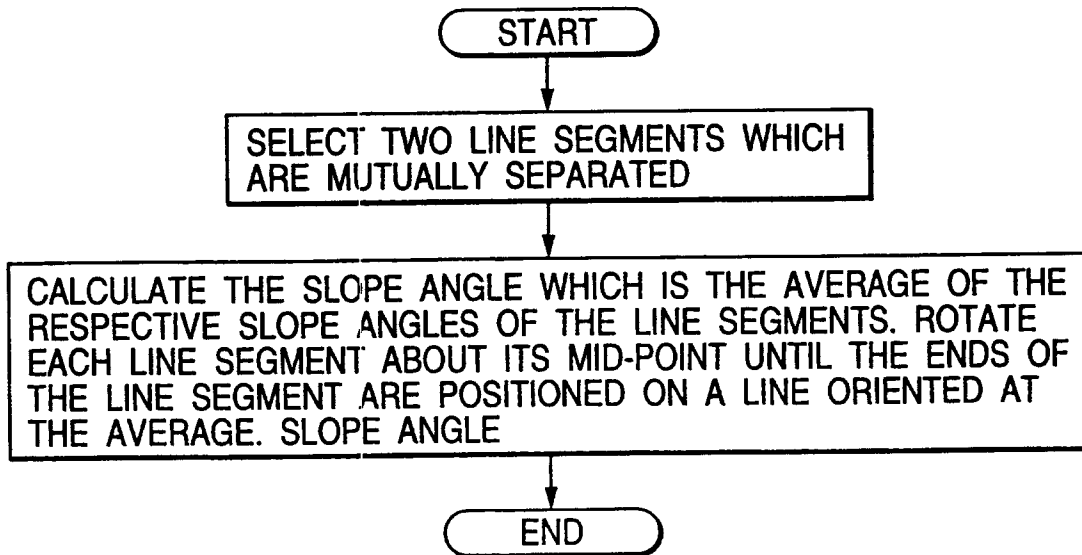 START
SELECT TWO LINE SEGMENTS WHICH
ARE MUTUALLY SEPARATED
CALCULATE THE SLOPE ANGLE WHICH IS THE AVERAGE OF THE
RESPECTIVE SLOPE ANGLES OF THE LINE SEGMENTS. ROTATE
EACH LINE SEGMENT ABOUT ITS MID-POINT UNTIL THE ENDS OF
THE LINE SEGMENT ARE POSITIONED ON A LINE ORIENTED AT
THE AVERAGE. SLOPE ANGLE
END